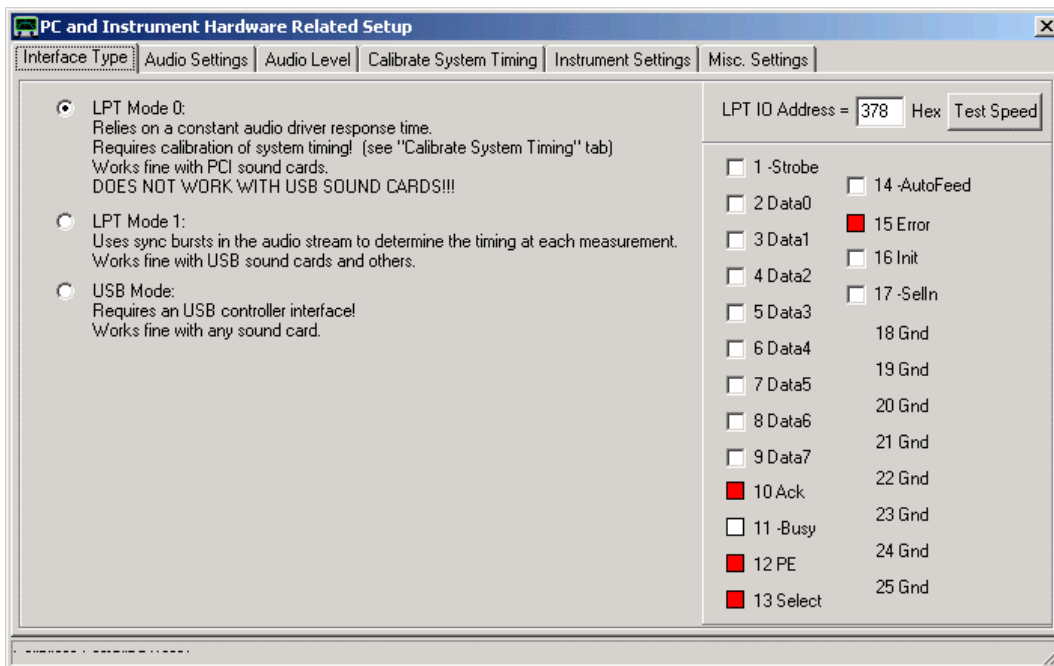 PC and Instrument Hardware Related Setup
Interface Type Audio Settings Audio Level Calibrate System Timing Instrument Settings Misc. Settings
LPT Mode 0:
Relies on a constant audio driver response time.
Requires calibration of system timing! (see "Calibrate System Timing" tab)
Works fine with PCI sound cards.
DOES NOT WORK WITH USB SOUND CARDS!!!
LPT Mode 1:
Uses sync bursts in the audio stream to determine the timing at each measurement.
Works fine with USB sound cards and others.
USB Mode:
Requires an USB controller interface!
Works fine with any sound card.
LPT IO Address = 378 Hex Test Speed
1 -Strobe
2 Data0
3 Data1
4 Data2
5 Data3
6 Data4
7 Data5
8 Data6
9 Data7
10 Ack
11 -Busy
12 PE
13 Select
14 -AutoFeed
15 Error
16 Init
17 -SelIn
18 Gnd
19 Gnd
20 Gnd
21 Gnd
22 Gnd
23 Gnd
24 Gnd
25 Gnd